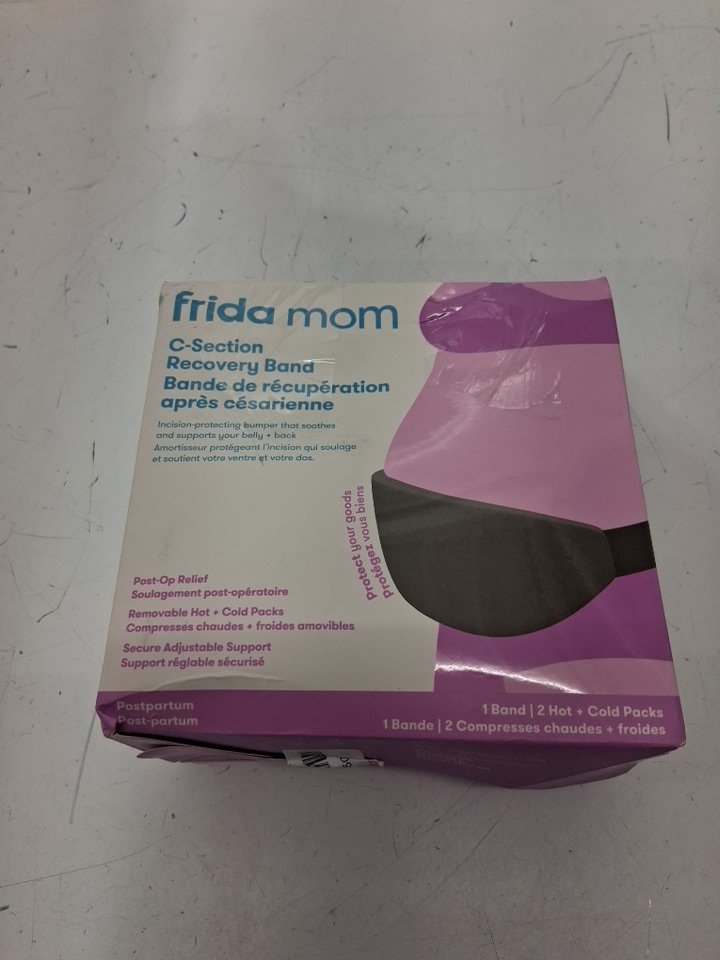 frida mom
C-Section
Recovery Band
Bande de récupération
après césarienne
Incision-protecting bumper that soothes
and supports your belly + back
Amortisseur protégeant l'incision qui soulage
et soutient votre ventre et votre dos.
Protect your goods
Protégez vous biens
Post-Op Relief
Soulagement post-opératoire
Removable Hot + Cold Packs
Compresses chaudes + froides amovibles
Secure Adjustable Support
Support réglable sécurisé
Postpartum
Post-partum
1 Band | 2 Hot + Cold Packs
1 Bande | 2 Compresses chaudes + froides